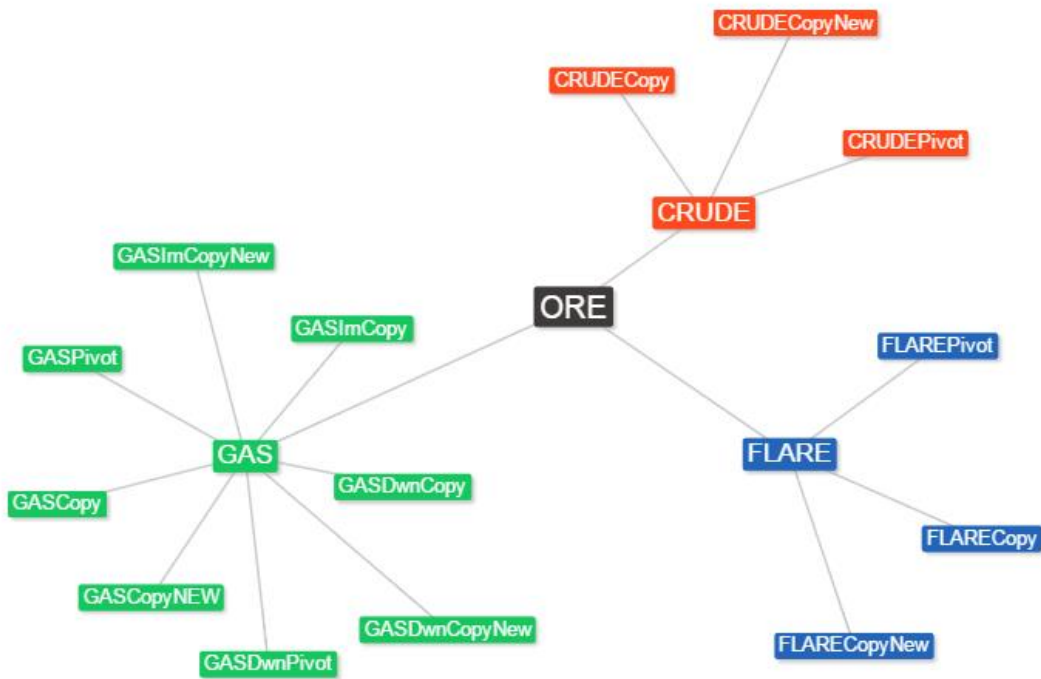 CRUDECopyNew
CRUDECopy
CRUDEPivot
CRUDE
GASImCopyNew
ORE
GASImCopy
FLAREPivot
GASPivot
GAS
FLARE
GASDwnCopy
GASCopy
FLARECopy
GASCopyNEW
GASDwnCopyNew
FLARECopyNew
GASDwnPivot